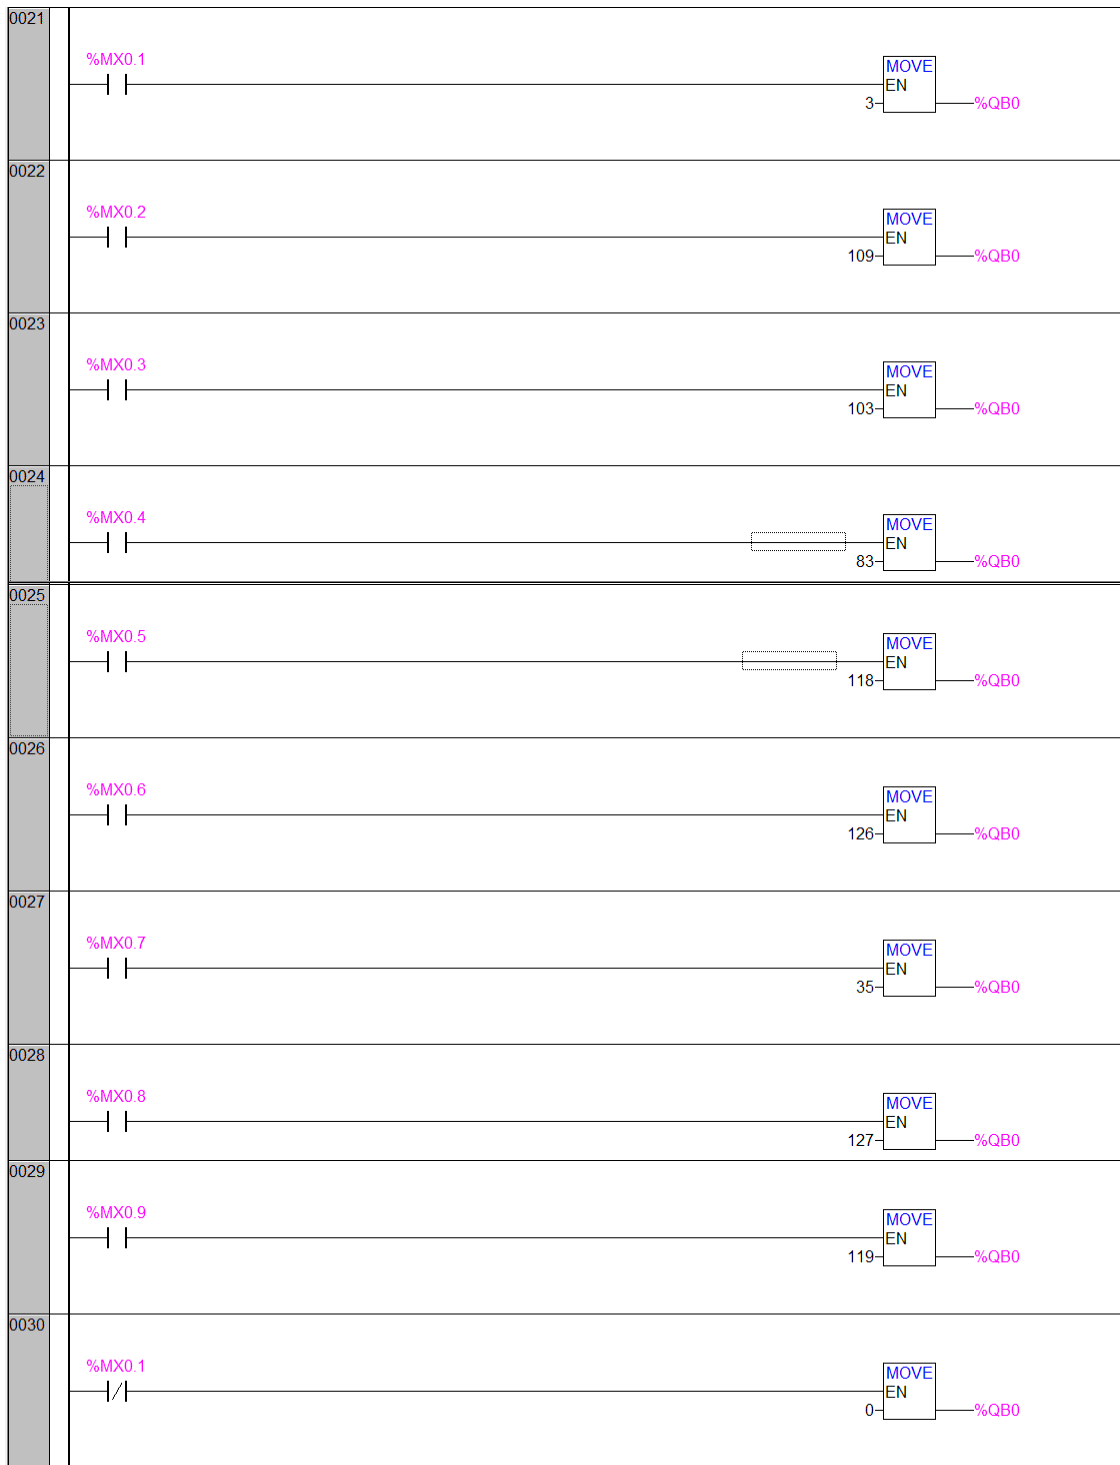 0021
%MX0.1
MOVE
EN
3 %QB0
0022
%MX0.2
MOVE
EN
109 %QB0
0023
%MX0.3
MOVE
EN
103 %QB0
0024
%MX0.4
MOVE
EN
83 %QB0
0025
%MX0.5
MOVE
EN
118 %QB0
0026
%MX0.6
MOVE
EN
126 %QB0
0027
%MX0.7
MOVE
EN
35 %QB0
0028
%MX0.8
MOVE
EN
127 %QB0
0029
%MX0.9
MOVE
EN
119 %QB0
0030
%MX0.1
MOVE
EN
0 %QB0